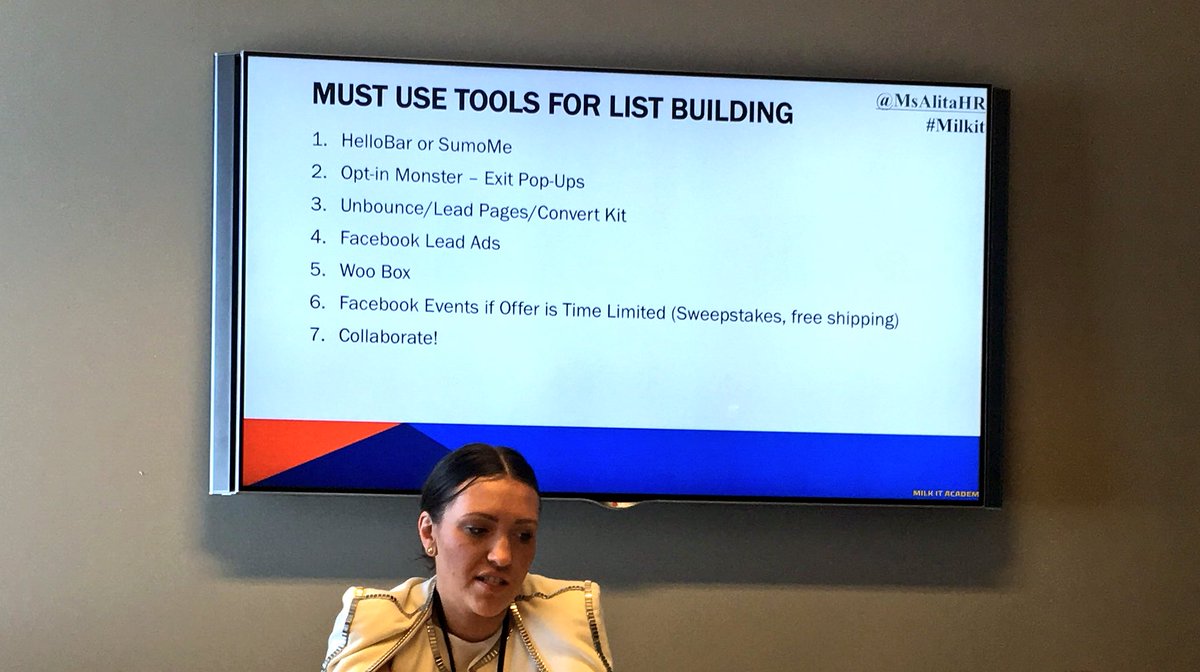 MUST USE TOOLS FOR LIST BUILDING
@MsAlitaHR
#Milkit
1. HelloBar or SumoMe
2. Opt-in Monster – Exit Pop-Ups
3. Unbounce/Lead Pages/Convert Kit
4. Facebook Lead Ads
5. Woo Box
6. Facebook Events if Offer is Time Limited (Sweepstakes, free shipping)
7. Collaborate!
MILK IT ACADEM